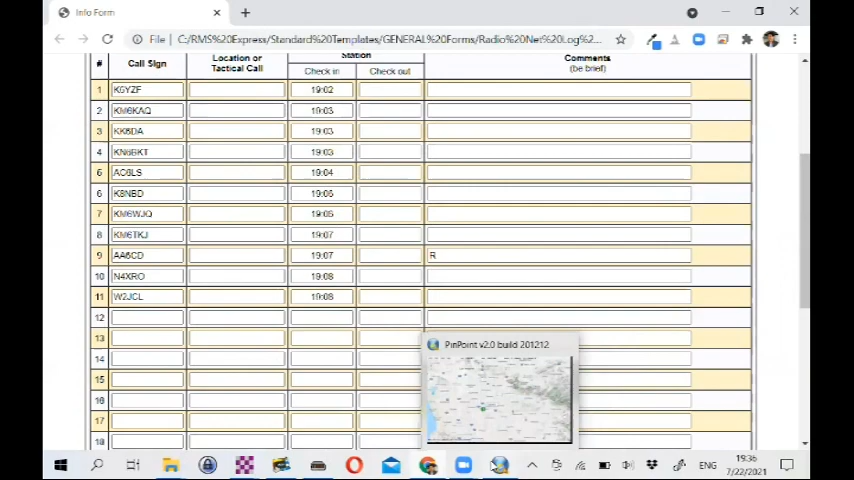 Info Form
File | C:/RMS%20Express/Standard%20Templates/GENERAL%20Forms/Radio%20Net%20Log%2...
# Call Sign Location or Tactical Call Station Comments
Check in Check out (be brief)
1 K6YZF 19:02
2 KM6KAQ 19:03
3 KK6DA 19:03
4 KN6BKT 19:03
5 AC6LS 19:04
6 K8NBD 19:05
7 KM6WJQ 19:05
8 KM6TKJ 19:07
9 AA6CD 19:07 R
10 N4XRO 19:08
11 W2JCL 19:08
12
13
14
15
16
17
18
PinPoint v2.0 build 201212
ENG
19:36
7/22/2021